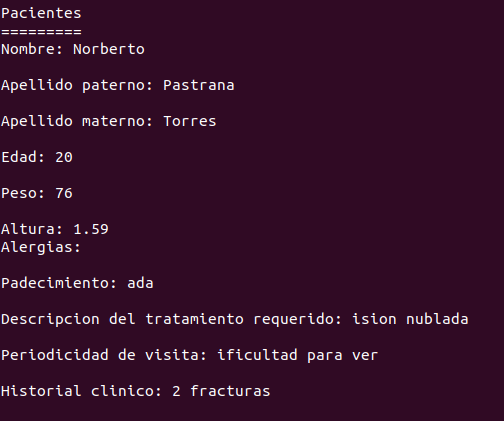 Pacientes
=========
Nombre: Norberto
Apellido paterno: Pastrana
Apellido materno: Torres
Edad: 20
Peso: 76
Altura: 1.59
Alergias:
Padecimiento: ada
Descripcion del tratamiento requerido: ision nublada
Periodicidad de visita: ificultad para ver
Historial clinico: 2 fracturas